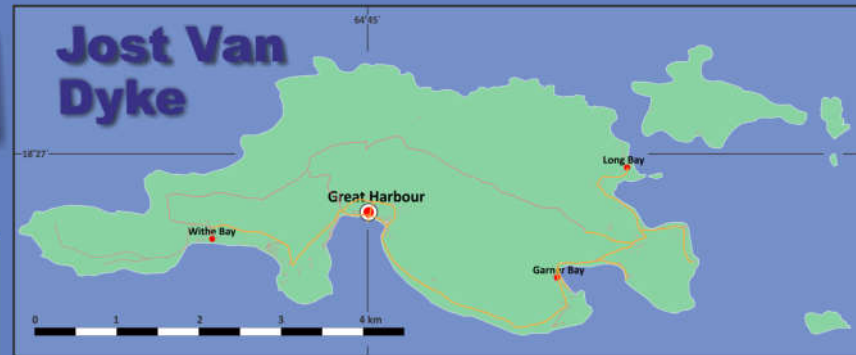 Jost Van
Dyke
64°45'
18°27'
Long Bay
Great Harbour
Withe Bay
Garner Bay
0 1 2 3 4 km